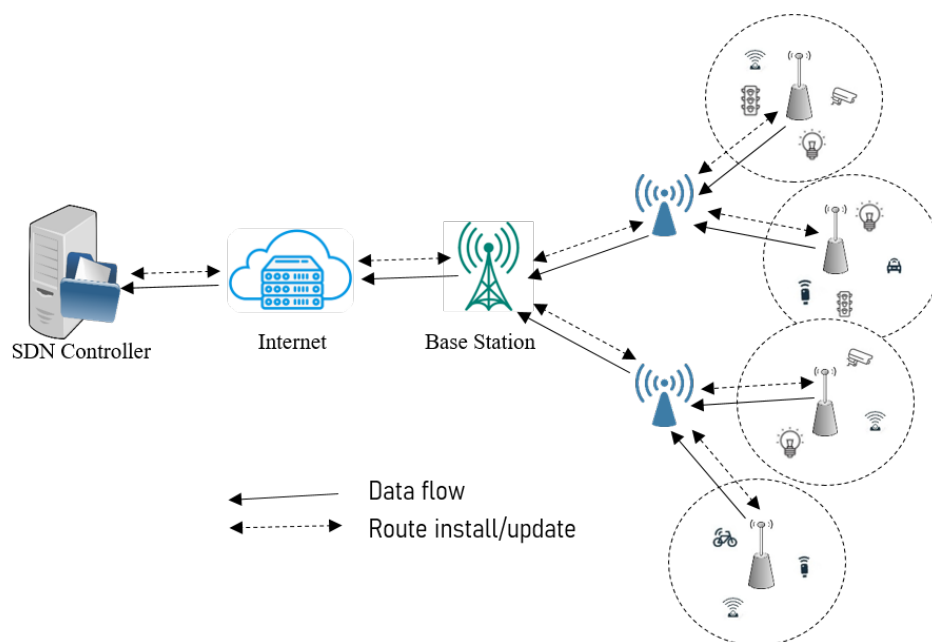 SDN Controller
Internet
Base Station
Data flow
Route install/update